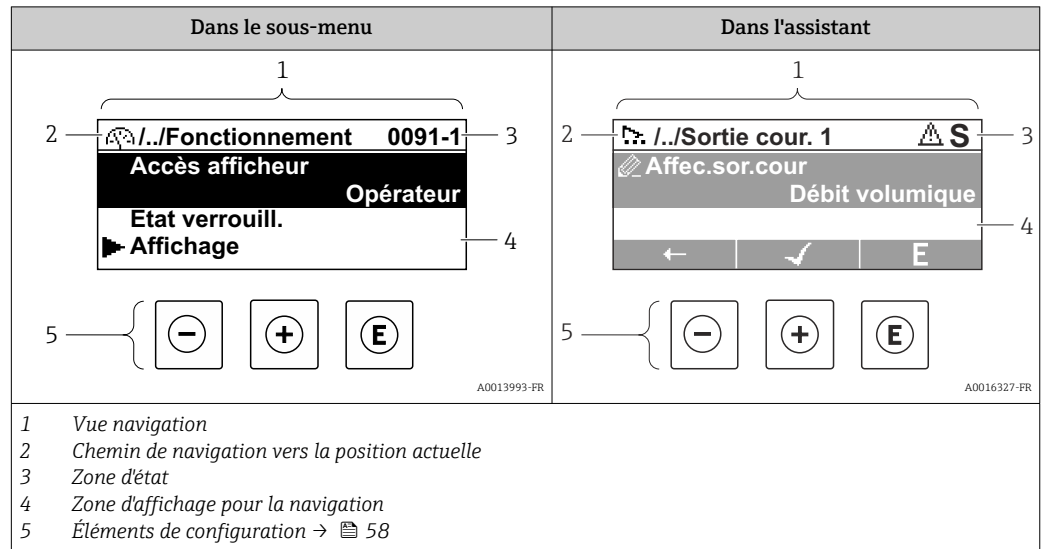 Dans le sous-menu
1
2
/../Fonctionnement 0091-1
3
Accès afficheur
Opérateur
Etat verrouill.
Affichage
4
5
E
A0013993-FR
Dans l'assistant
1
2
/../Sortie cour. 1 S
3
Affec.sor.cour
Débit volumique
4
← ✓ E
5
E
A0016327-FR
1 Vue navigation
2 Chemin de navigation vers la position actuelle
3 Zone d'état
4 Zone d'affichage pour la navigation
5 Éléments de configuration → 58